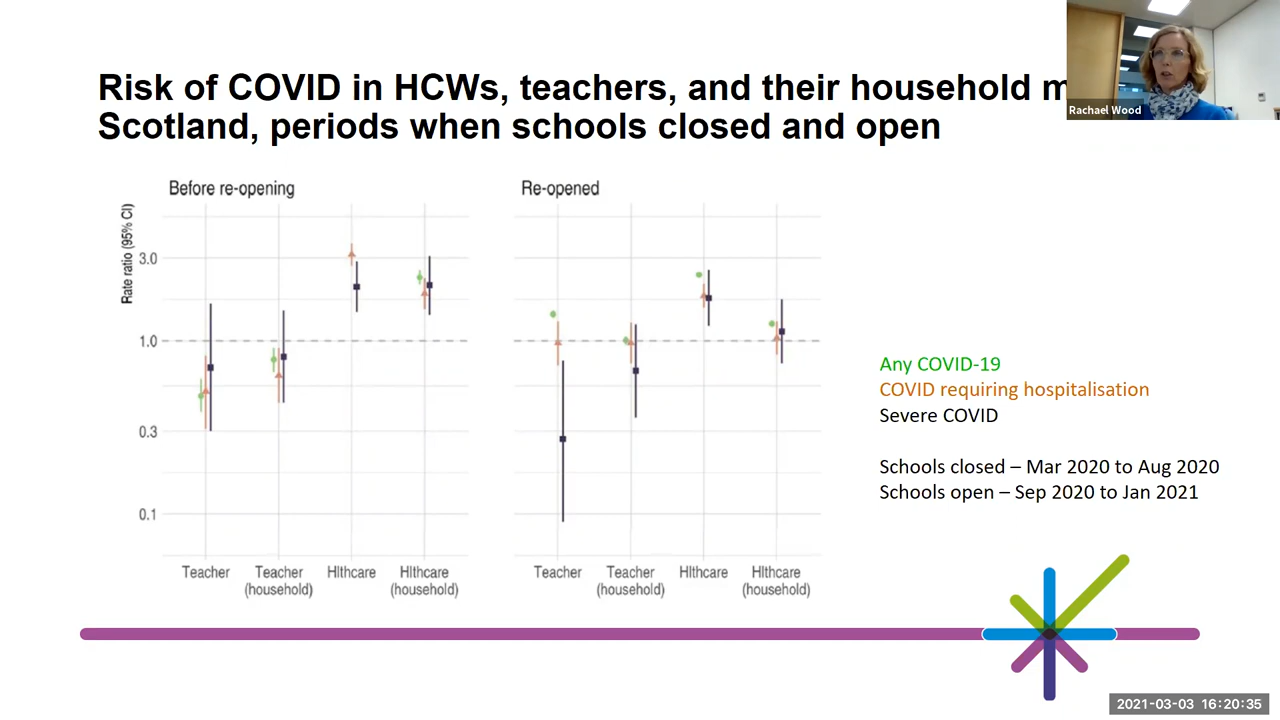 Risk of COVID in HCWs, teachers, and their household m
Scotland, periods when schools closed and open
Rachael Wood
Before re-opening
Re-opened
Rate ratio (95% CI)
3.0
1.0
0.3
0.1
Teacher
Teacher
(household)
Hlthcare
Hlthcare
(household)
Teacher
Teacher
(household)
Hlthcare
Hlthcare
(household)
Any COVID-19
COVID requiring hospitalisation
Severe COVID
Schools closed – Mar 2020 to Aug 2020
Schools open – Sep 2020 to Jan 2021
2021-03-03 16:20:35